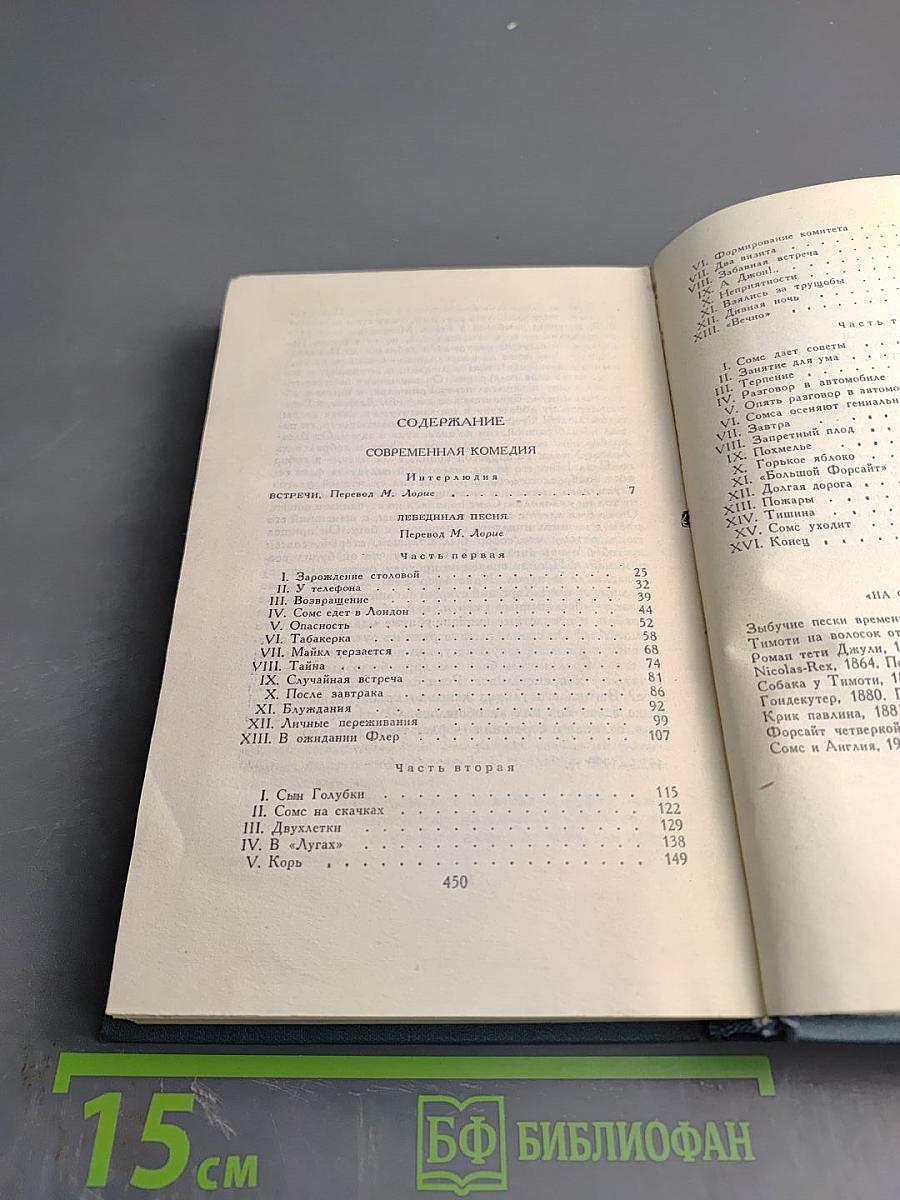 СОДЕРЖАНИЕ
СОВРЕМЕННАЯ КОМЕДИЯ
Интерлюдия
ВСТРЕЧИ. Перевод М. Лорие . . . . . . . . . . . . 7
ЛЕБЕДИНАЯ ПЕСНЯ
Перевод М. Лорие
Часть первая
I. Зарождение столовой . . . . . . . . . . . 25
II. У телефона . . . . . . . . . . . . . . 32
III. Возвращение . . . . . . . . . . . . . . 39
IV. Сомс едет в Лондон . . . . . . . . . . . 44
V. Опасность . . . . . . . . . . . . . . . 52
VI. Табакерка . . . . . . . . . . . . . . . 58
VII. Майкл терзается . . . . . . . . . . . . 68
VIII. Тайна . . . . . . . . . . . . . . . . 74
IX. Случайная встреча . . . . . . . . . . . 81
X. После завтрака . . . . . . . . . . . . . 86
XI. Блуждания . . . . . . . . . . . . . . . 92
XII. Личные переживания . . . . . . . . . . . 99
XIII. В ожидании Флер . . . . . . . . . . . . 107
Часть вторая
I. Сын Голубки . . . . . . . . . . . . . . 115
II. Сомс на скачках . . . . . . . . . . . . . 122
III. Двухлетки . . . . . . . . . . . . . . . 129
IV. В «Лугах» . . . . . . . . . . . . . . . 138
V. Корь . . . . . . . . . . . . . . . . . 149
450
VI. Формирование комитета
VII. Два визита
VIII. Забавная встреча
IX. А Джон!..
X. Неприятности
XI. Взялись за трущобы
XII. Дивная ночь
XIII. «Вечно»
Часть т
I. Сомс дает советы
II. Занятие для ума
III. Терпение
IV. Разговор в автомобиле
V. Опять разговор в автомо
VI. Сомса осеняют гениальн
VII. Завтра
VIII. Запретный плод
IX. Похмелье
X. Горькое яблоко
XI. «Большой Форсайт»
XII. Долгая дорога
XIII. Пожары
XIV. Тишина
XV. Сомс уходит
XVI. Конец
«НА
Зыбучие пески времен
Тимоти на волосок от
Роман тети Джули, 1
Nicolas-Rex, 1864. По
Собака у Тимоти, 18
Гондекутер, 1880. П
Крик павлина, 188
Форсайт четверкой
Сомс и Англия, 19
15 см
БФ БИБЛИОФАН